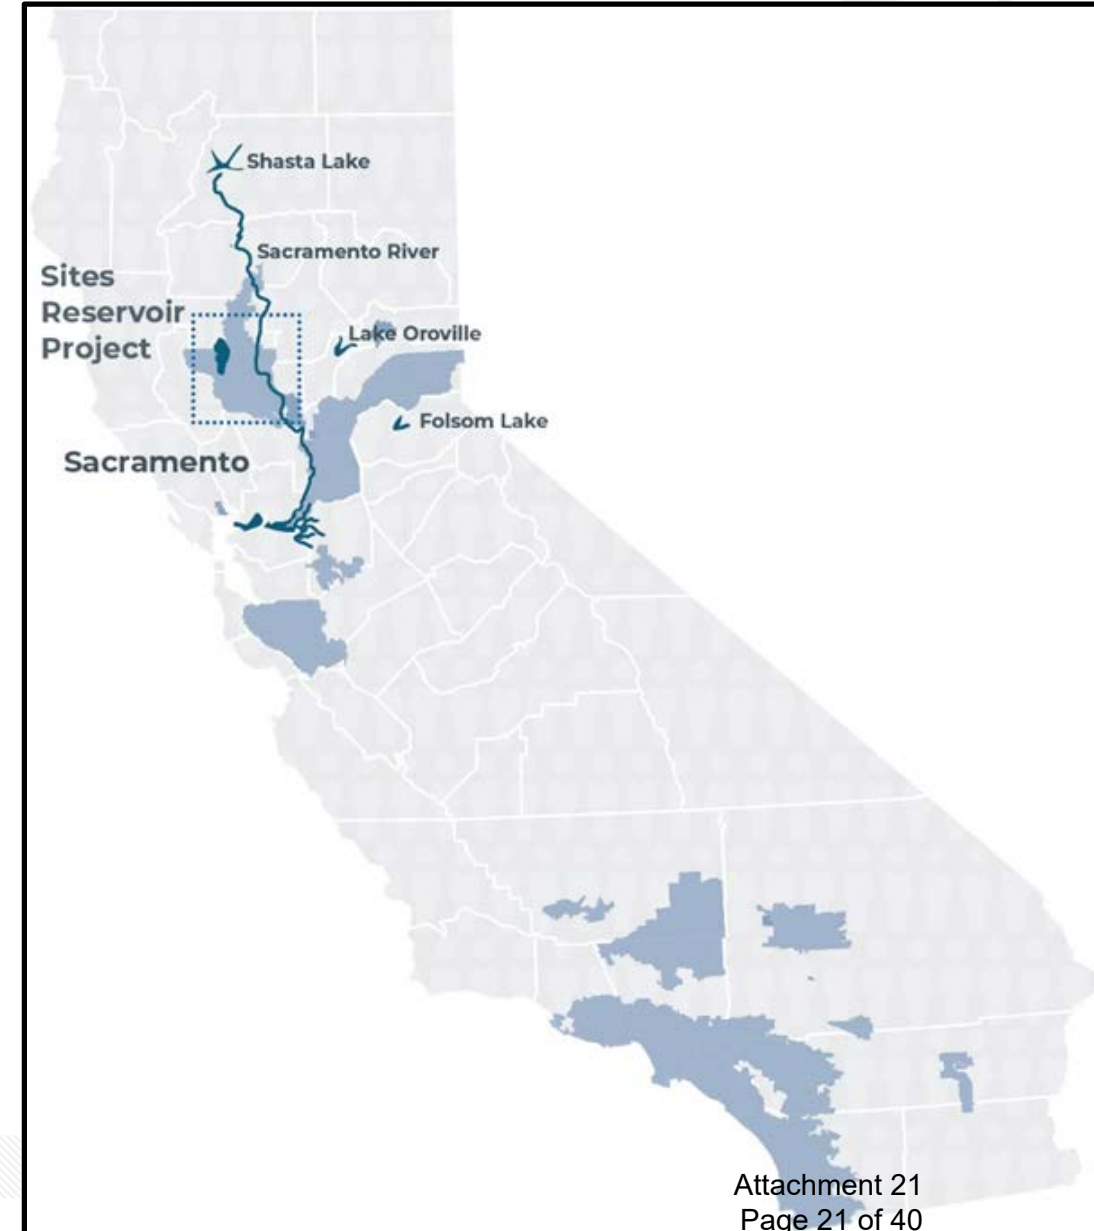 Shasta Lake
Sacramento River
Sites
Reservoir
Project
Lake Oroville
Folsom Lake
Sacramento
Attachment 21
Page 21 of 40